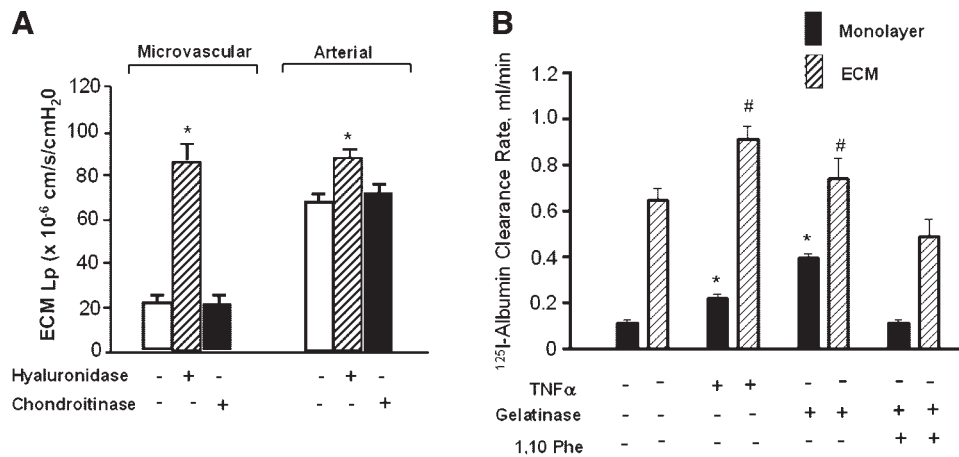 A
Microvascular
Arterial
120
100
80
60
40
20
0
ECM Lp (x 10-6 cm/s/cmH20
*
*
Hyaluronidase - + - - + -
Chondroitinase - - + - - +
B
Monolayer
ECM
1.2
1.0
0.8
0.6
0.4
0.2
0.0
125I-Albumin Clearance Rate, ml/min
*
#
*
#
TNFα - - + + - - - -
Gelatinase - - - - + + + +
1,10 Phe - - - - - - + +